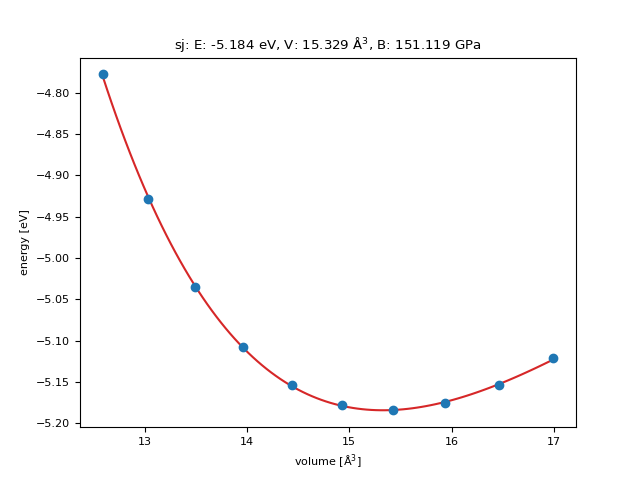 sj: E: -5.184 eV, V: 15.329 Å³, B: 151.119 GPa
energy [eV]
−4.80
−4.85
−4.90
−4.95
−5.00
−5.05
−5.10
−5.15
−5.20
13 14 15 16 17
volume [Å³]